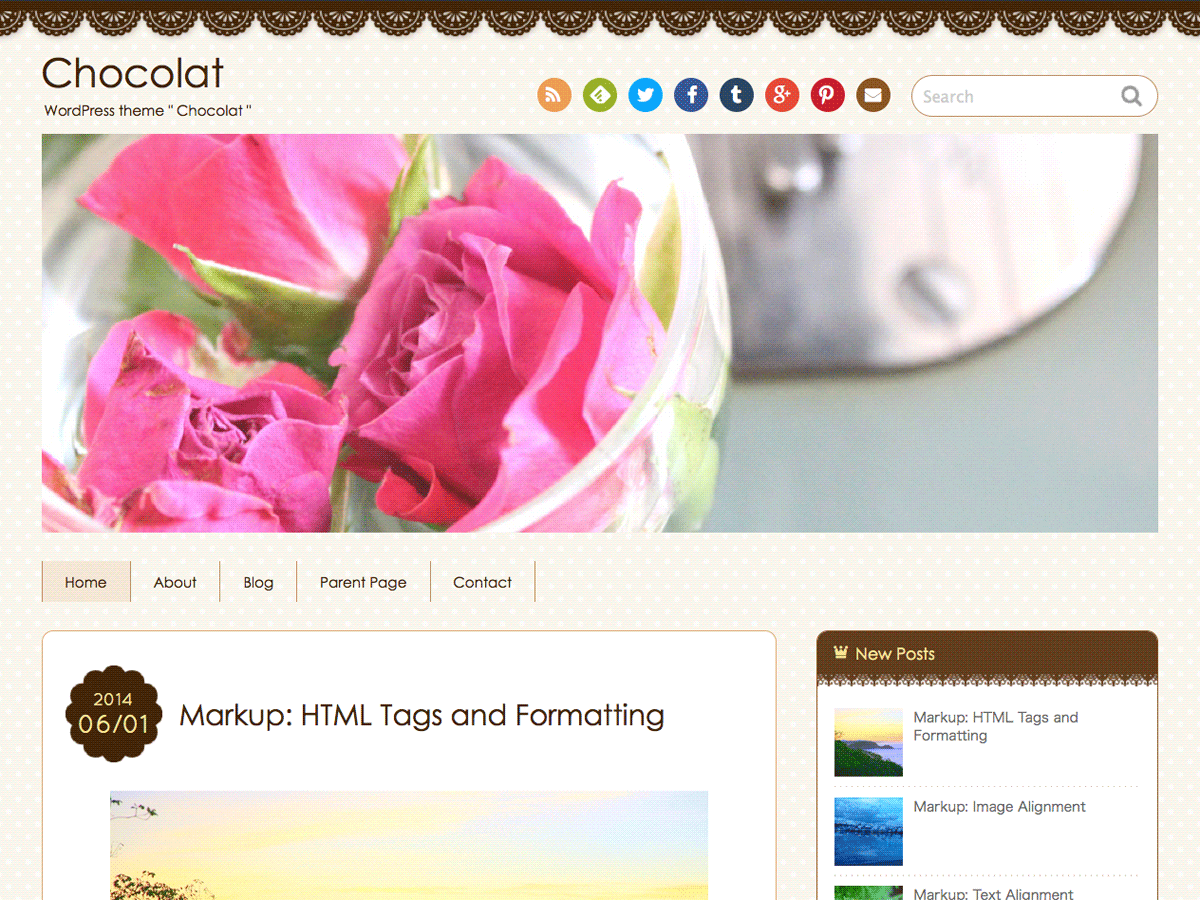 Chocolat
WordPress theme " Chocolat "
Search
Home
About
Blog
Parent Page
Contact
2014
06/01
Markup: HTML Tags and Formatting
New Posts
Markup: HTML Tags and
Formatting
Markup: Image Alignment
Markup: Text Alignment